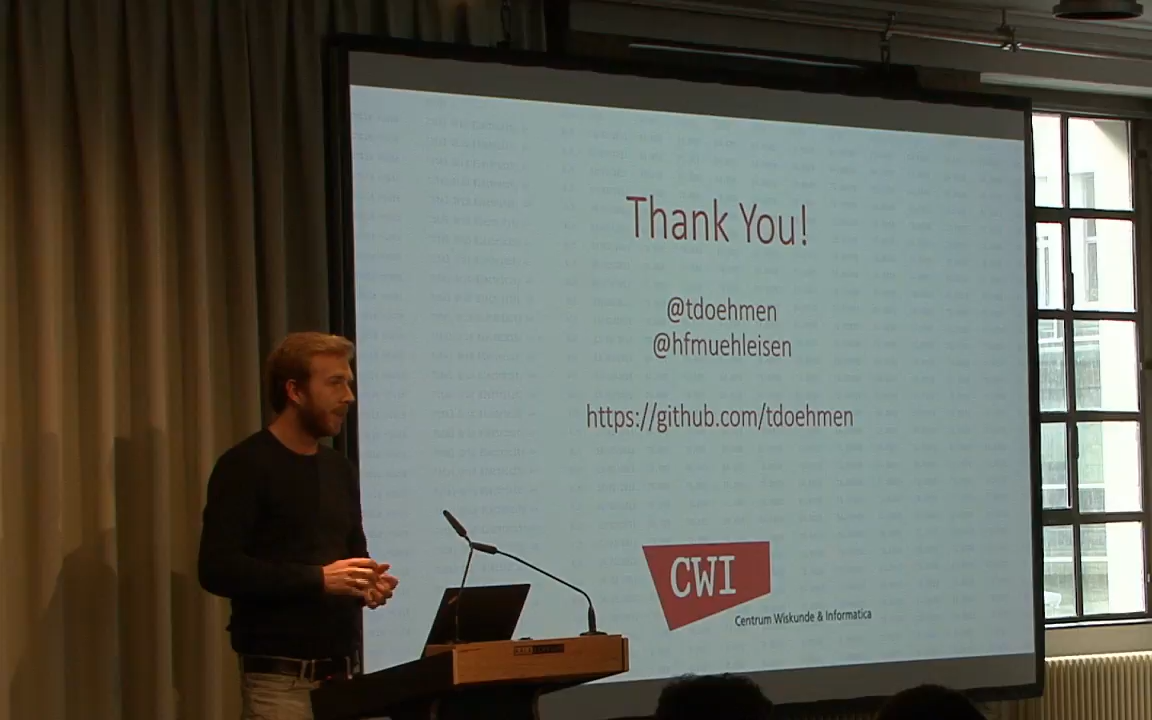 Thank You!
@tdoehmen
@hfmuehleisen
https://github.com/tdoehmen
CWI
Centrum Wiskunde & Informatica